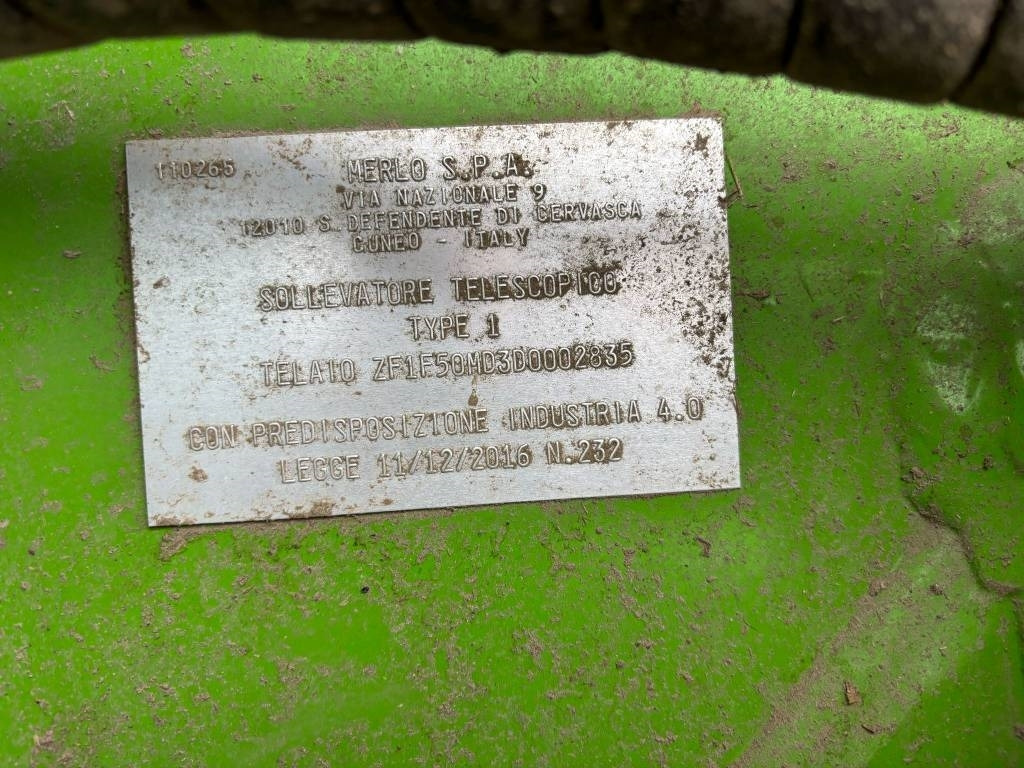 110265
MERLO S.P.A.
VIA NAZIONALE 9
12010 S.DEFENDENTE DI CERVASCA
CUNEO - ITALY
SOLLEVATORE TELESCOPICO
TYPE 1
TELAIO ZF1F50MD3D0002835
CON PREDISPOSIZIONE INDUSTRIA 4.0
LEGGE 11/12/2016 N.232